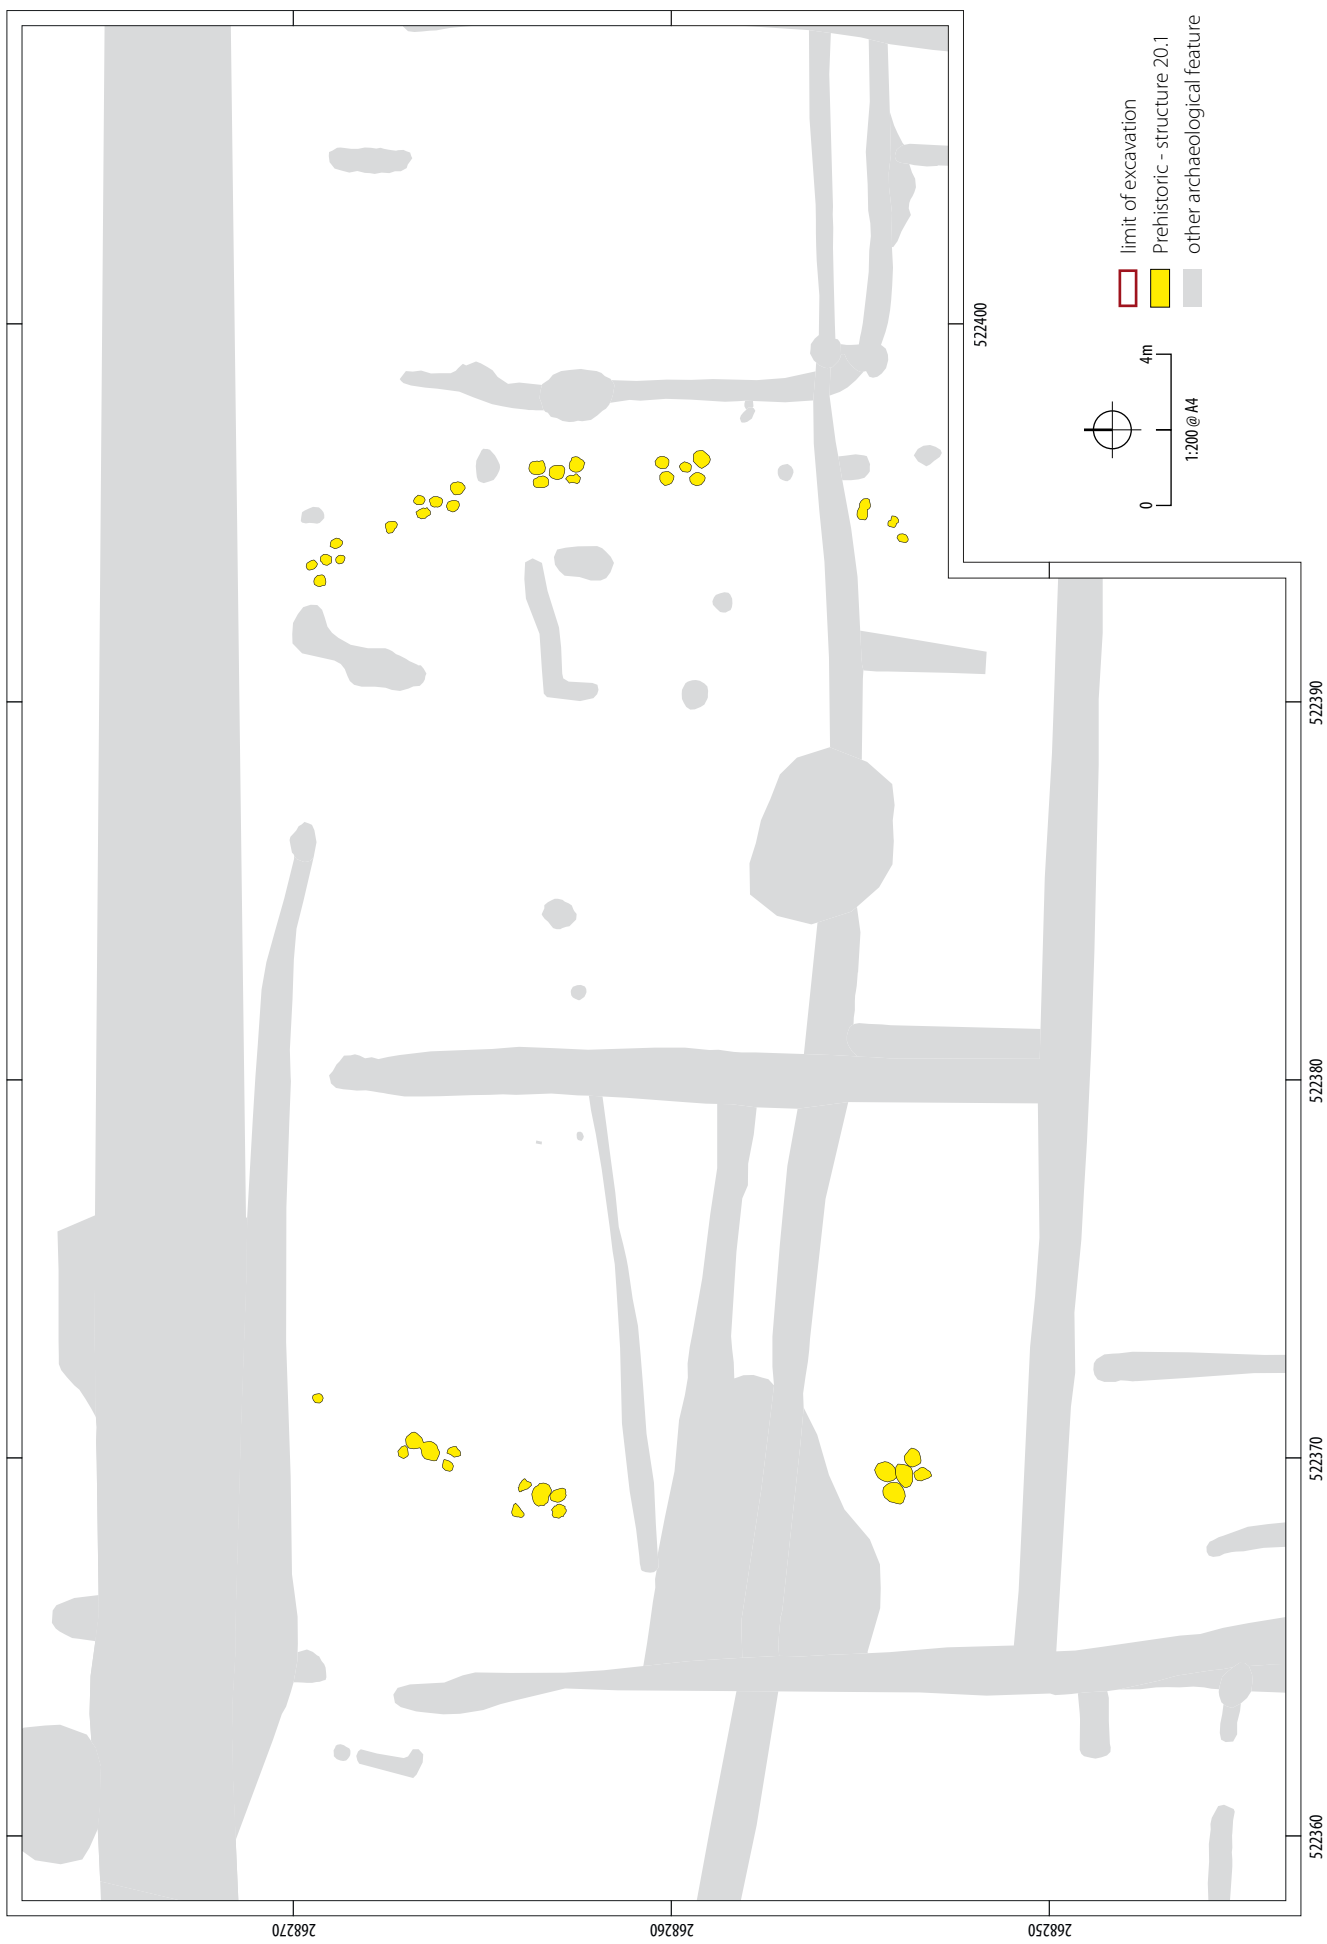 limit of excavation
Prehistoric - structure 20.1
other archaeological feature
0
4m
1:200 @ A4
522400
522390
522380
522370
522360
268270
268260
268250